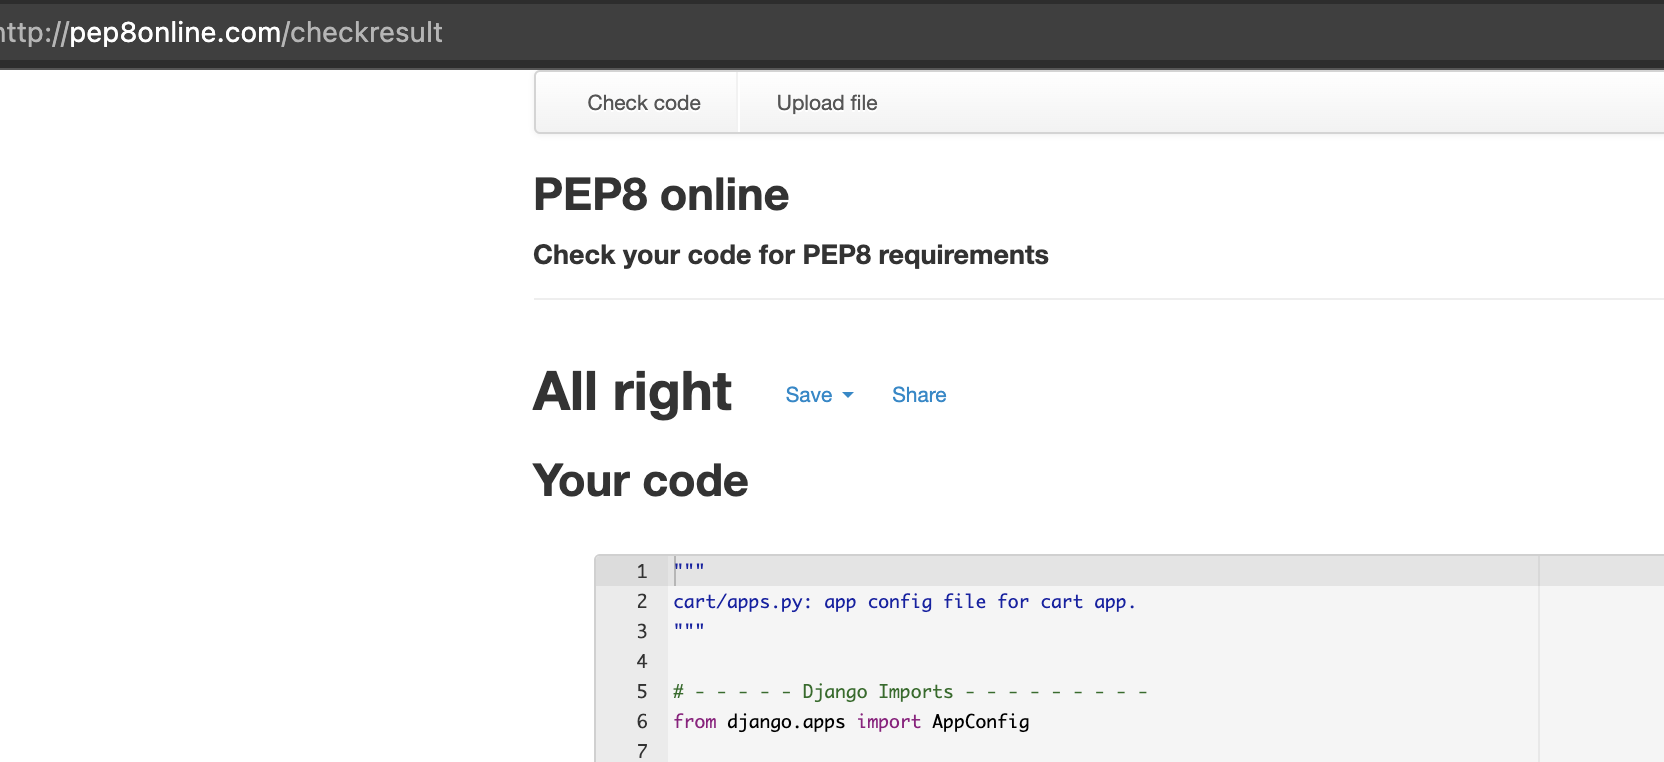 ttp://pep8online.com/checkresult
Check code Upload file
PEP8 online
Check your code for PEP8 requirements
All right Save Share
Your code
1 """
2 cart/apps.py: app config file for cart app.
3 """
4
5 # - - - - - Django Imports - - - - - - - - -
6 from django.apps import AppConfig
7